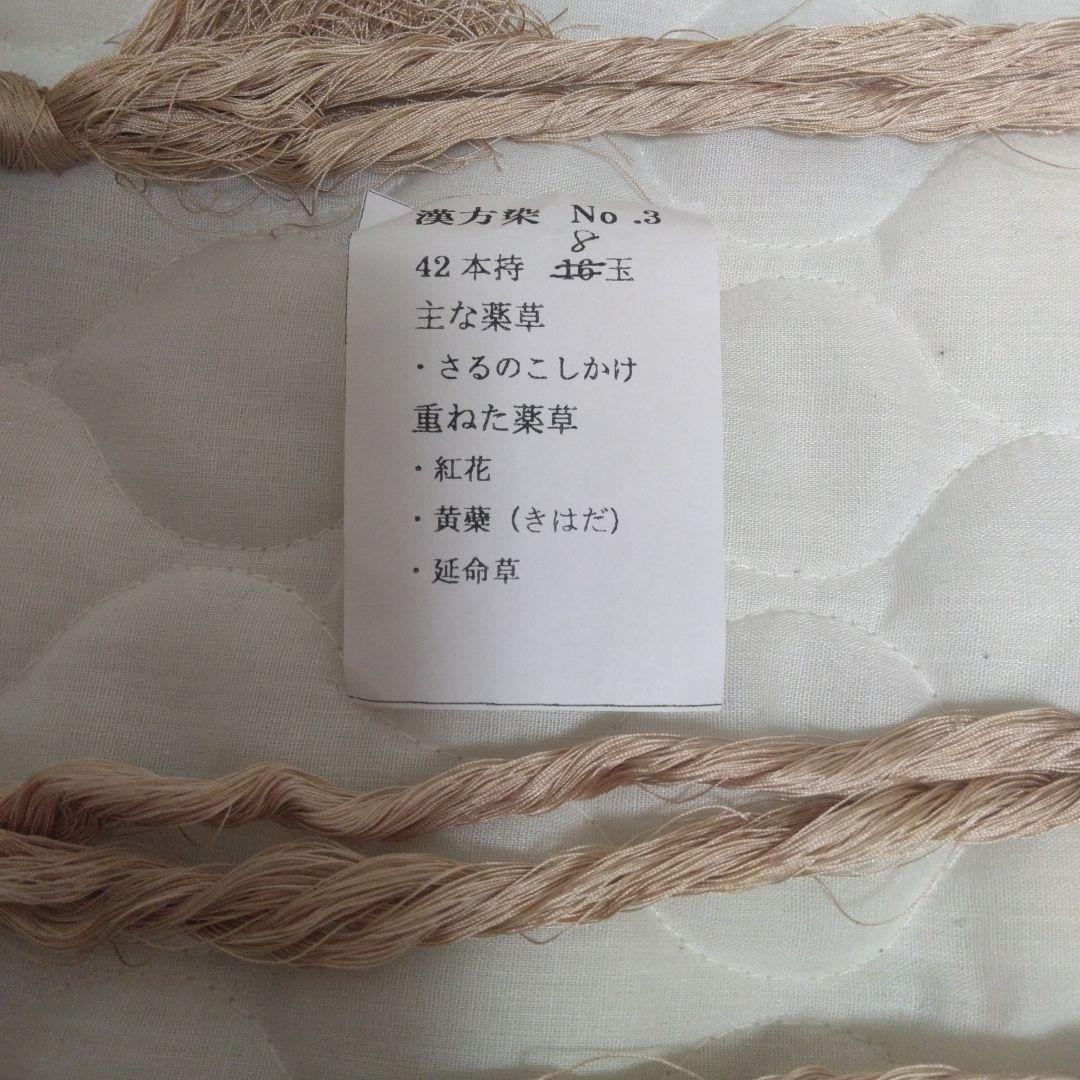 漢方染 No.3
8
42本持 16玉
主な薬草
・さるのこしかけ
重ねた薬草
・紅花
・黄蘗(きはだ)
・延命草